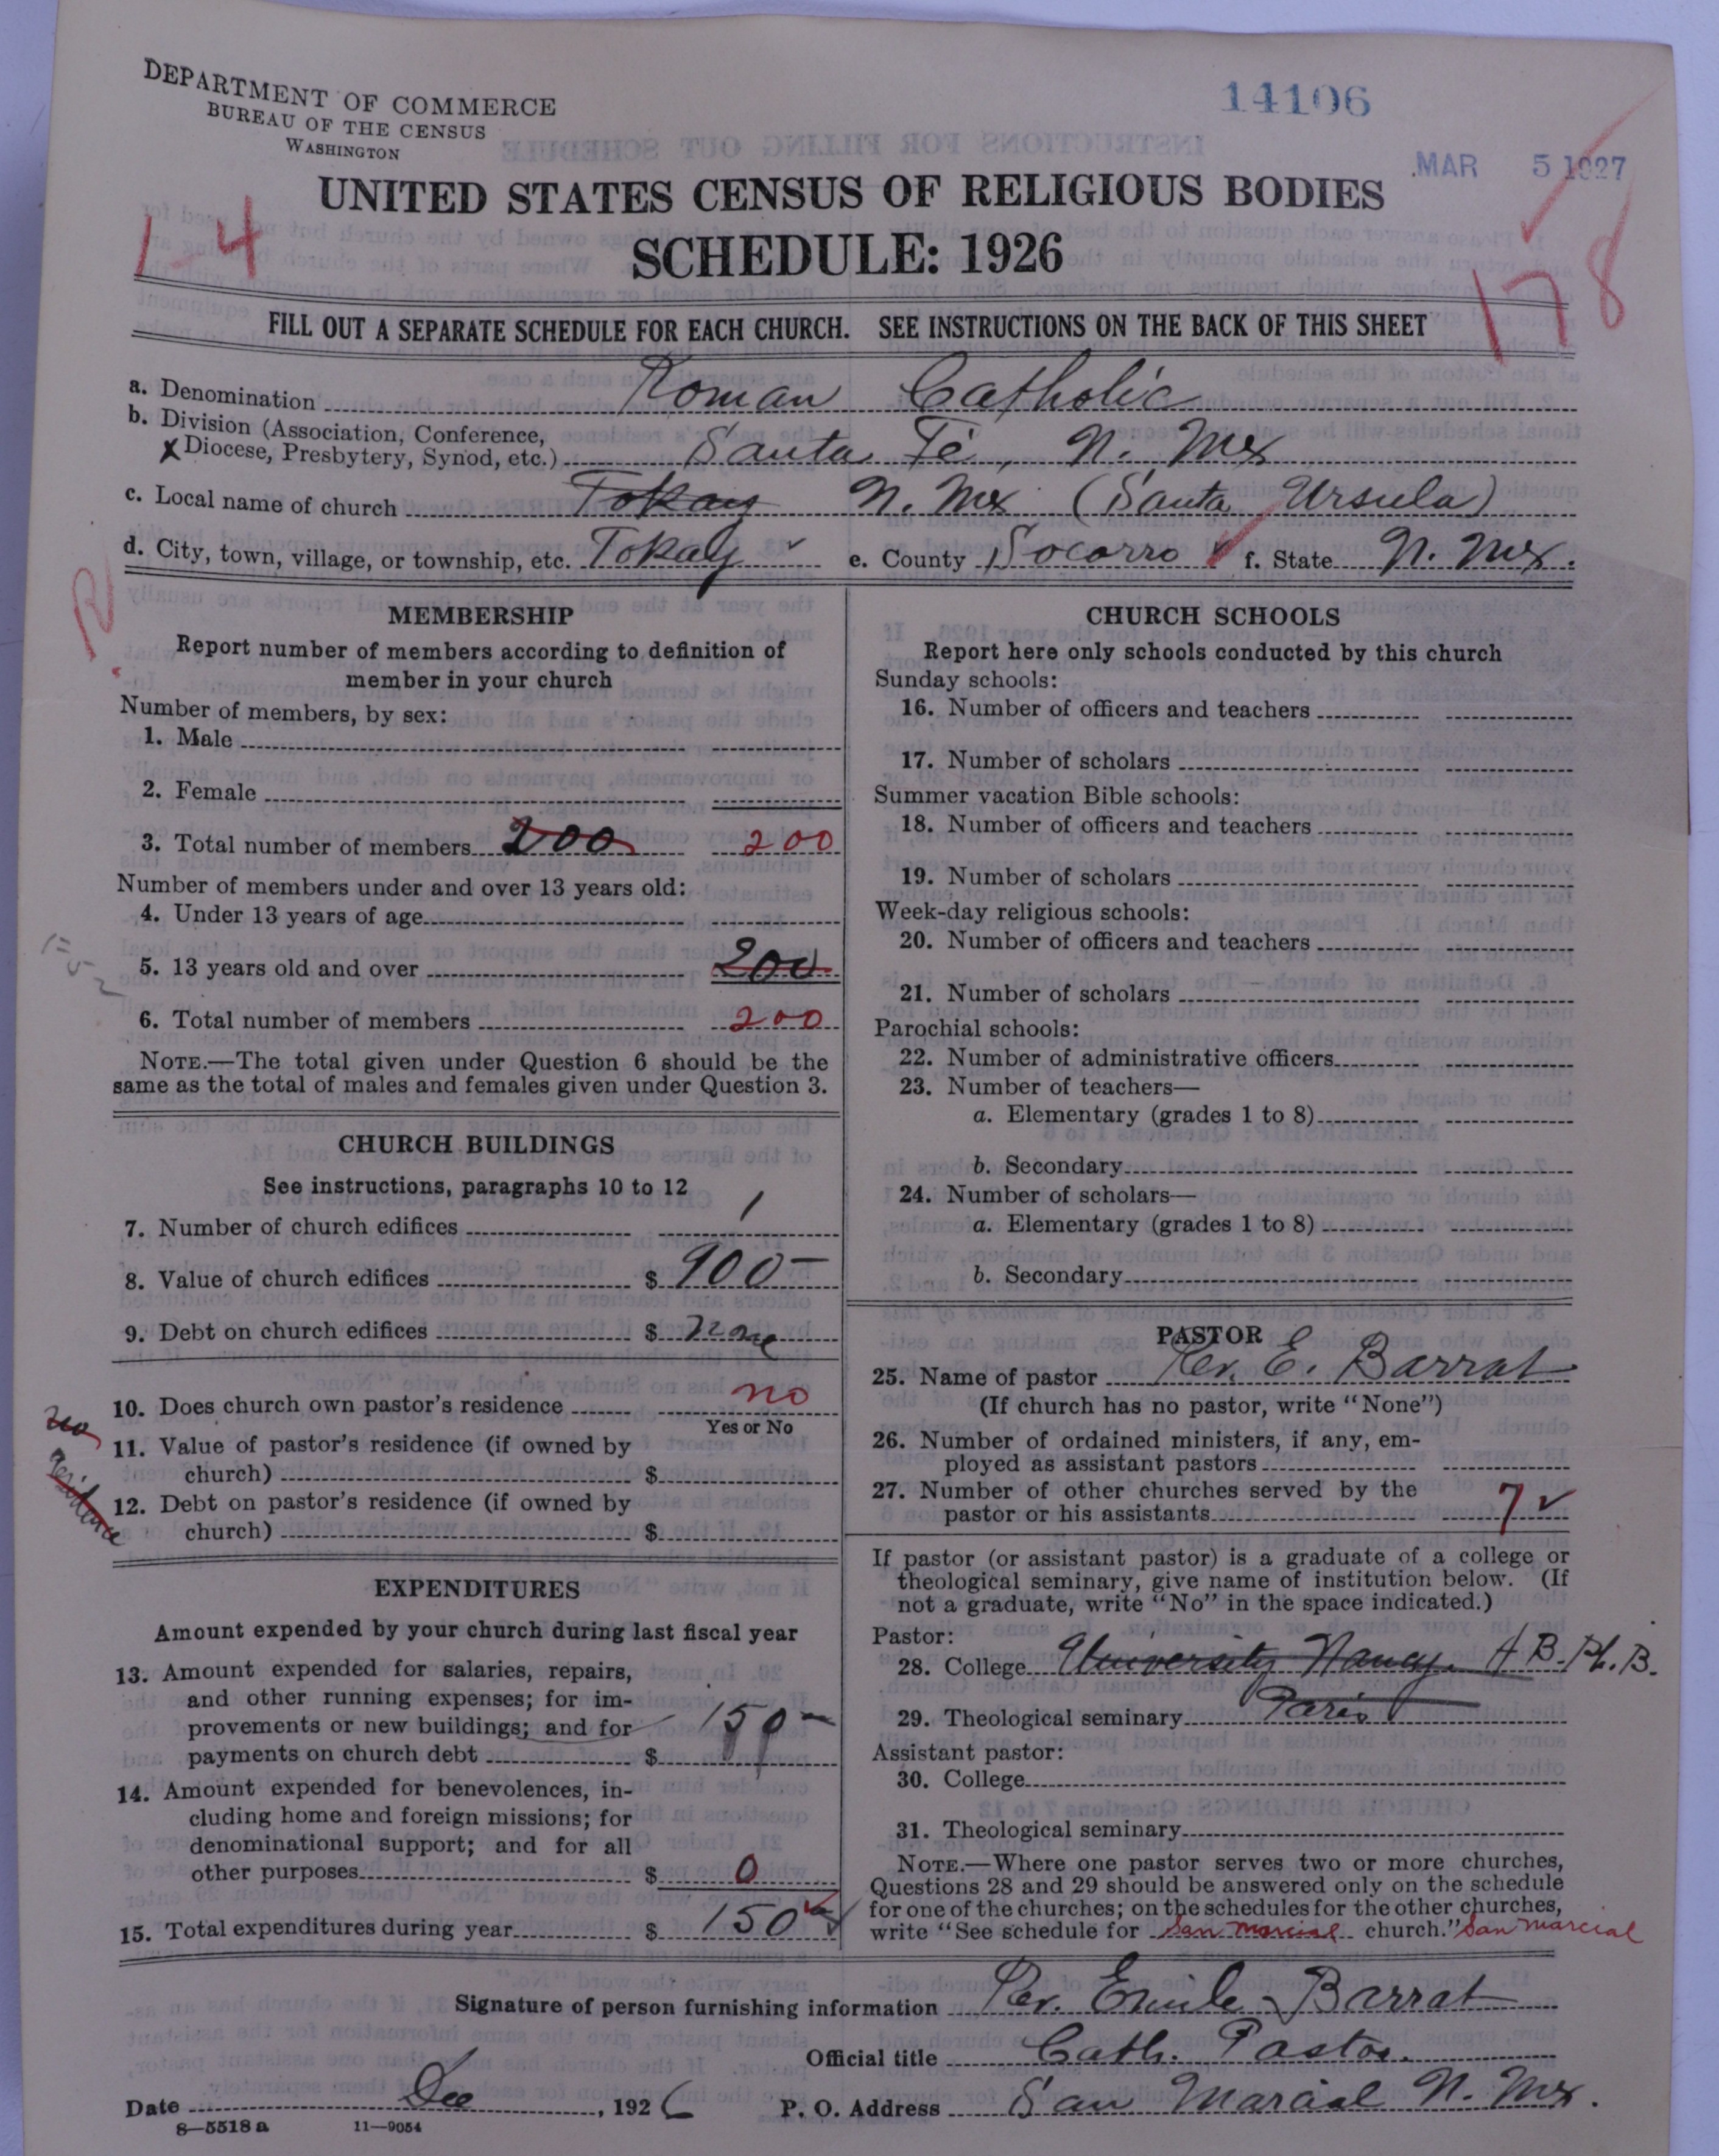 DEPARTMENT OF COMMERCE
BUREAU OF THE CENSUS
WASHINGTON
14106
MAR 5 1927
UNITED STATES CENSUS OF RELIGIOUS BODIES
1-4
SCHEDULE: 1926
178
FILL OUT A SEPARATE SCHEDULE FOR EACH CHURCH. SEE INSTRUCTIONS ON THE BACK OF THIS SHEET
a. Denomination Roman Catholic
b. Division (Association, Conference,
x Diocese, Presbytery, Synod, etc.) Santa Fe, N. Mex
c. Local name of church Tokay N. Mex (Santa Ursula)
d. City, town, village, or township, etc. Tokay e. County Socorro f. State N. Mex.
R.
MEMBERSHIP
Report number of members according to definition of
member in your church
Number of members, by sex:
1. Male
2. Female
3. Total number of members 200 200
Number of members under and over 13 years old:
4. Under 13 years of age
5. 13 years old and over 200
6. Total number of members 200
NOTE.—The total given under Question 6 should be the
same as the total of males and females given under Question 3.
CHURCH BUILDINGS
See instructions, paragraphs 10 to 12
7. Number of church edifices 1
8. Value of church edifices $ 900-
9. Debt on church edifices $ None
10. Does church own pastor's residence no
Yes or No
no residence
11. Value of pastor's residence (if owned by
church) $
12. Debt on pastor's residence (if owned by
church) $
EXPENDITURES
Amount expended by your church during last fiscal year
13. Amount expended for salaries, repairs,
and other running expenses; for im-
provements or new buildings; and for
payments on church debt $ 150-
14. Amount expended for benevolences, in-
cluding home and foreign missions; for
denominational support; and for all
other purposes $ 0
15. Total expenditures during year $ 150
CHURCH SCHOOLS
Report here only schools conducted by this church
Sunday schools:
16. Number of officers and teachers
17. Number of scholars
Summer vacation Bible schools:
18. Number of officers and teachers
19. Number of scholars
Week-day religious schools:
20. Number of officers and teachers
21. Number of scholars
Parochial schools:
22. Number of administrative officers
23. Number of teachers—
a. Elementary (grades 1 to 8)
b. Secondary
24. Number of scholars—
a. Elementary (grades 1 to 8)
b. Secondary
PASTOR
25. Name of pastor Rev. E. Barrat
(If church has no pastor, write "None")
26. Number of ordained ministers, if any, em-
ployed as assistant pastors
27. Number of other churches served by the
pastor or his assistants 7
If pastor (or assistant pastor) is a graduate of a college or
theological seminary, give name of institution below. (If
not a graduate, write "No" in the space indicated.)
Pastor:
28. College University Nancy A B. Ph. B.
29. Theological seminary Paris
Assistant pastor:
30. College
31. Theological seminary
NOTE.—Where one pastor serves two or more churches,
Questions 28 and 29 should be answered only on the schedule
for one of the churches; on the schedules for the other churches,
write "See schedule for San Marcial church." San Marcial
Signature of person furnishing information Rev. Emile Barrat
Official title Cath. Pastor.
Date Dec, 1926 P. O. Address San Marcial N. Mex.
8—5518 a 11—9054